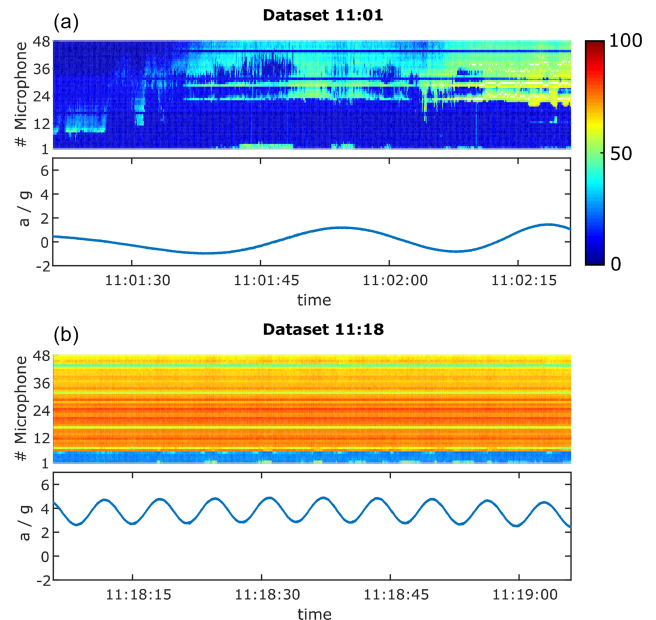 (a)
Dataset 11:01
# Microphone
48
36
24
12
1
100
50
0
a / g
6
4
2
0
-2
11:01:30 11:01:45 11:02:00 11:02:15
time
(b)
Dataset 11:18
# Microphone
48
36
24
12
1
a / g
6
4
2
0
-2
11:18:15 11:18:30 11:18:45 11:19:00
time